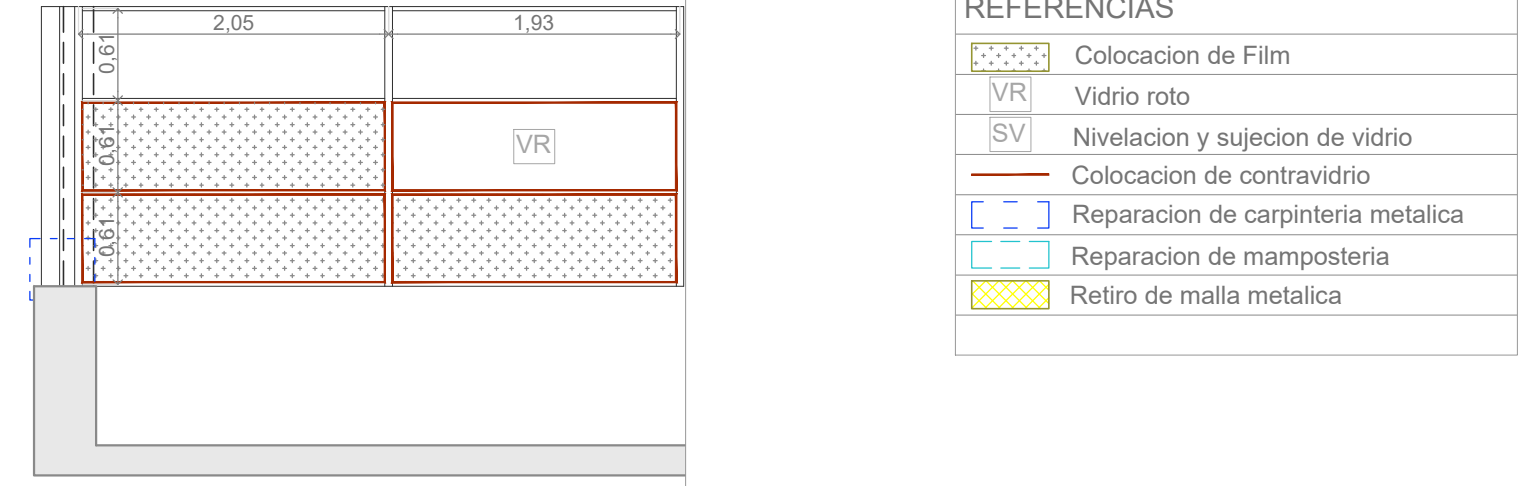 2,05
1,93
0,61
0,61
VR
0,61
REFERENCIAS
Colocacion de Film
VR Vidrio roto
SV Nivelacion y sujecion de vidrio
Colocacion de contravidrio
Reparacion de carpinteria metalica
Reparacion de mamposteria
Retiro de malla metalica